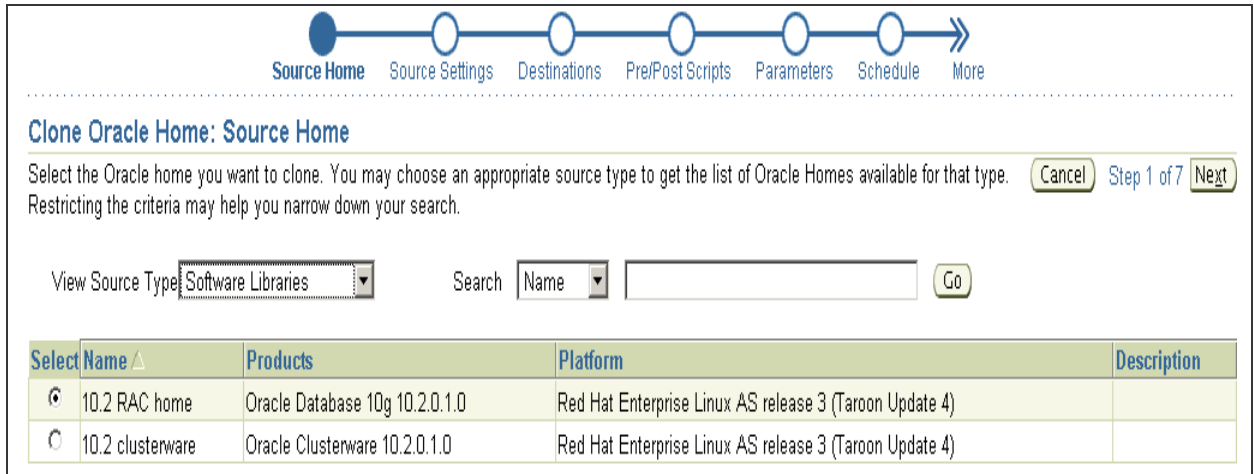 Source Home Source Settings Destinations Pre/Post Scripts Parameters Schedule More
Clone Oracle Home: Source Home
Select the Oracle home you want to clone. You may choose an appropriate source type to get the list of Oracle Homes available for that type.
Restricting the criteria may help you narrow down your search.
Cancel Step 1 of 7 Next
View Source Type Software Libraries Search Name Go
Select Name Products Platform Description
10.2 RAC home Oracle Database 10g 10.2.0.1.0 Red Hat Enterprise Linux AS release 3 (Taroon Update 4)
10.2 clusterware Oracle Clusterware 10.2.0.1.0 Red Hat Enterprise Linux AS release 3 (Taroon Update 4)